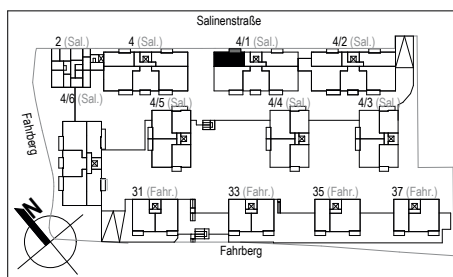 Salinenstraße
2 (Sal.) 4 (Sal.) 4/1 (Sal.) 4/2 (Sal.)
4/6 (Sal.) 4/5 (Sal.) 4/4 (Sal.) 4/3 (Sal.)
Fahrberg
31 (Fahr.) 33 (Fahr.) 35 (Fahr.) 37 (Fahr.)
N
Fahrberg